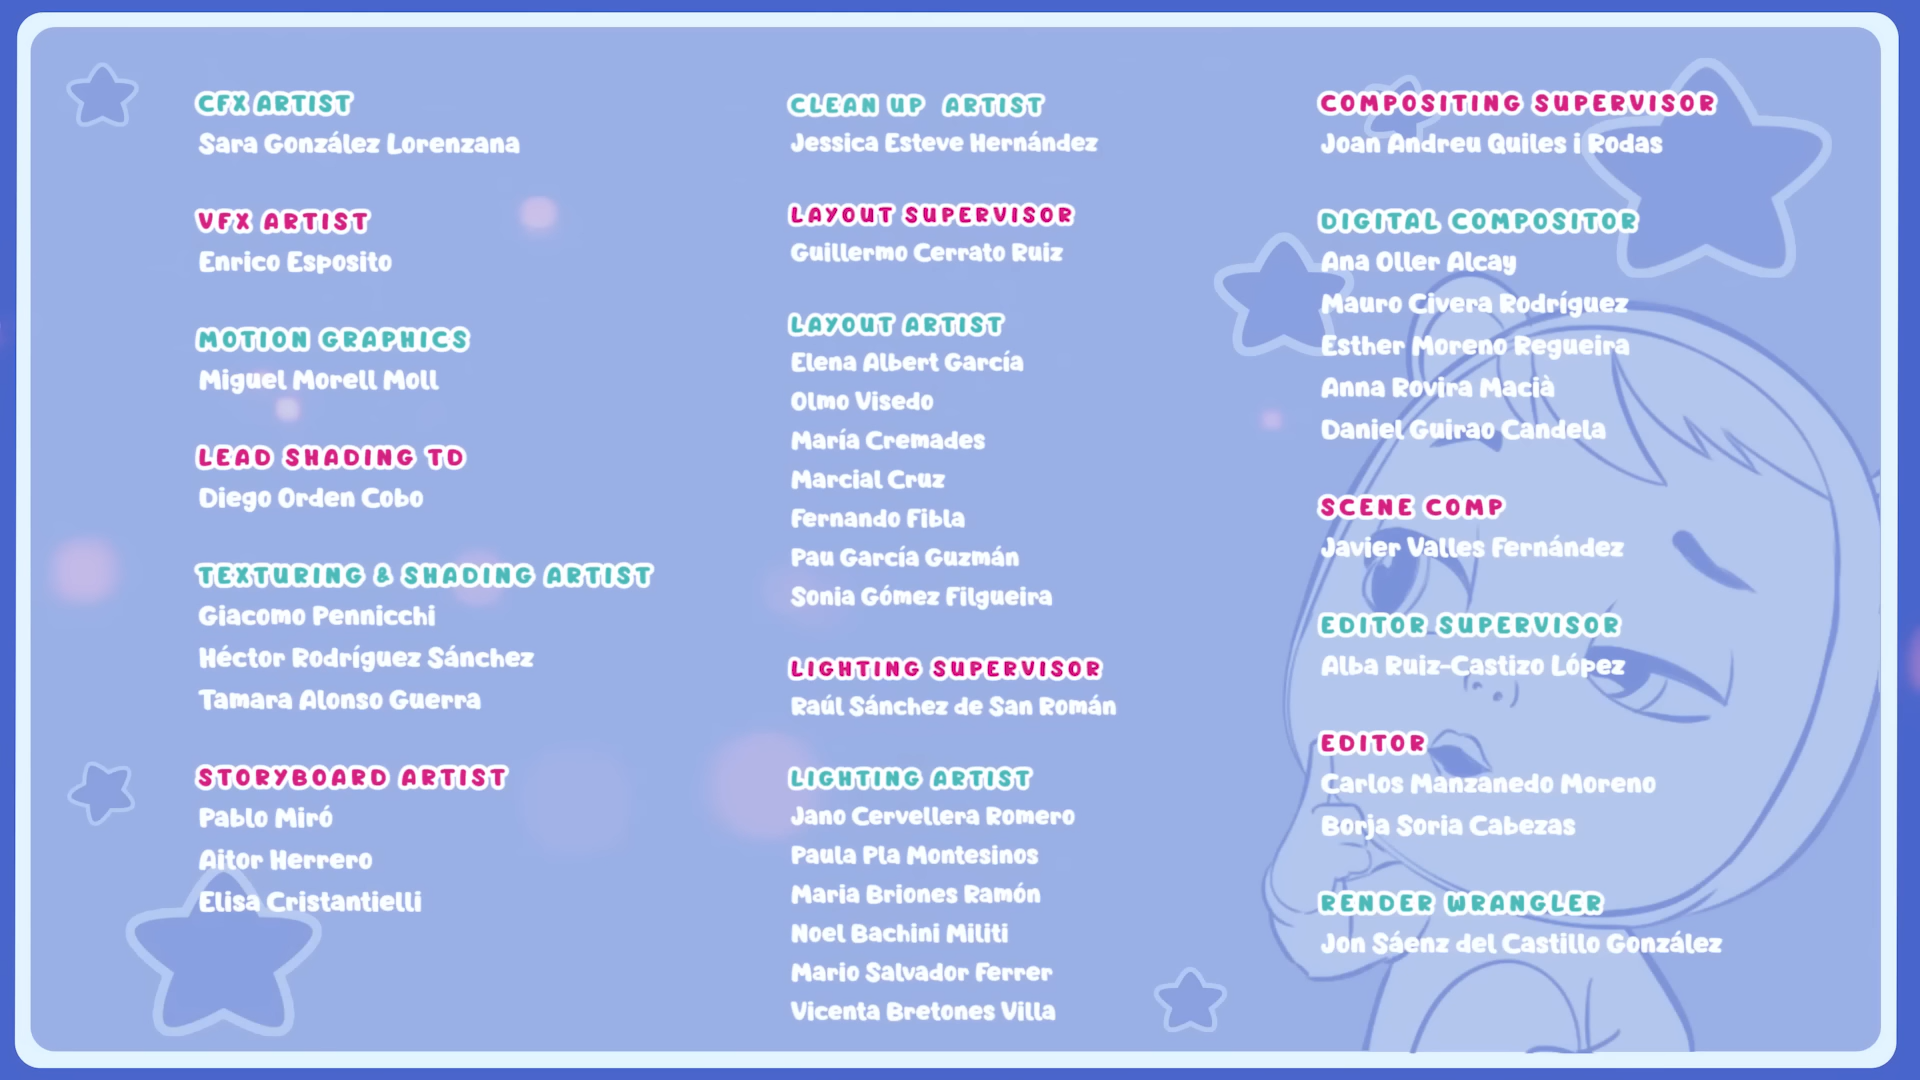 CFX ARTIST
Sara González Lorenzana
VFX ARTIST
Enrico Esposito
MOTION GRAPHICS
Miguel Morell Moll
LEAD SHADING TD
Diego Orden Cobo
TEXTURING & SHADING ARTIST
Giacomo Pennicchi
Héctor Rodríguez Sánchez
Tamara Alonso Guerra
STORYBOARD ARTIST
Pablo Miró
Aitor Herrero
Elisa Cristantielli
CLEAN UP ARTIST
Jessica Esteve Hernández
LAYOUT SUPERVISOR
Guillermo Cerrato Ruiz
LAYOUT ARTIST
Elena Albert García
Olmo Visedo
María Cremades
Marcial Cruz
Fernando Fibla
Pau García Guzmán
Sonia Gómez Filgueira
LIGHTING SUPERVISOR
Raúl Sánchez de San Román
LIGHTING ARTIST
Jano Cervellera Romero
Paula Pla Montesinos
Maria Briones Ramón
Noel Bachini Militi
Mario Salvador Ferrer
Vicenta Bretones Villa
COMPOSITING SUPERVISOR
Joan Andreu Quiles i Rodas
DIGITAL COMPOSITOR
Ana Oller Alcay
Mauro Civera Rodríguez
Esther Moreno Regueira
Anna Rovira Macià
Daniel Guirao Candela
SCENE COMP
Javier Valles Fernández
EDITOR SUPERVISOR
Alba Ruiz-Castizo López
EDITOR
Carlos Manzanedo Moreno
Borja Soria Cabezas
RENDER WRANGLER
Jon Sáenz del Castillo González